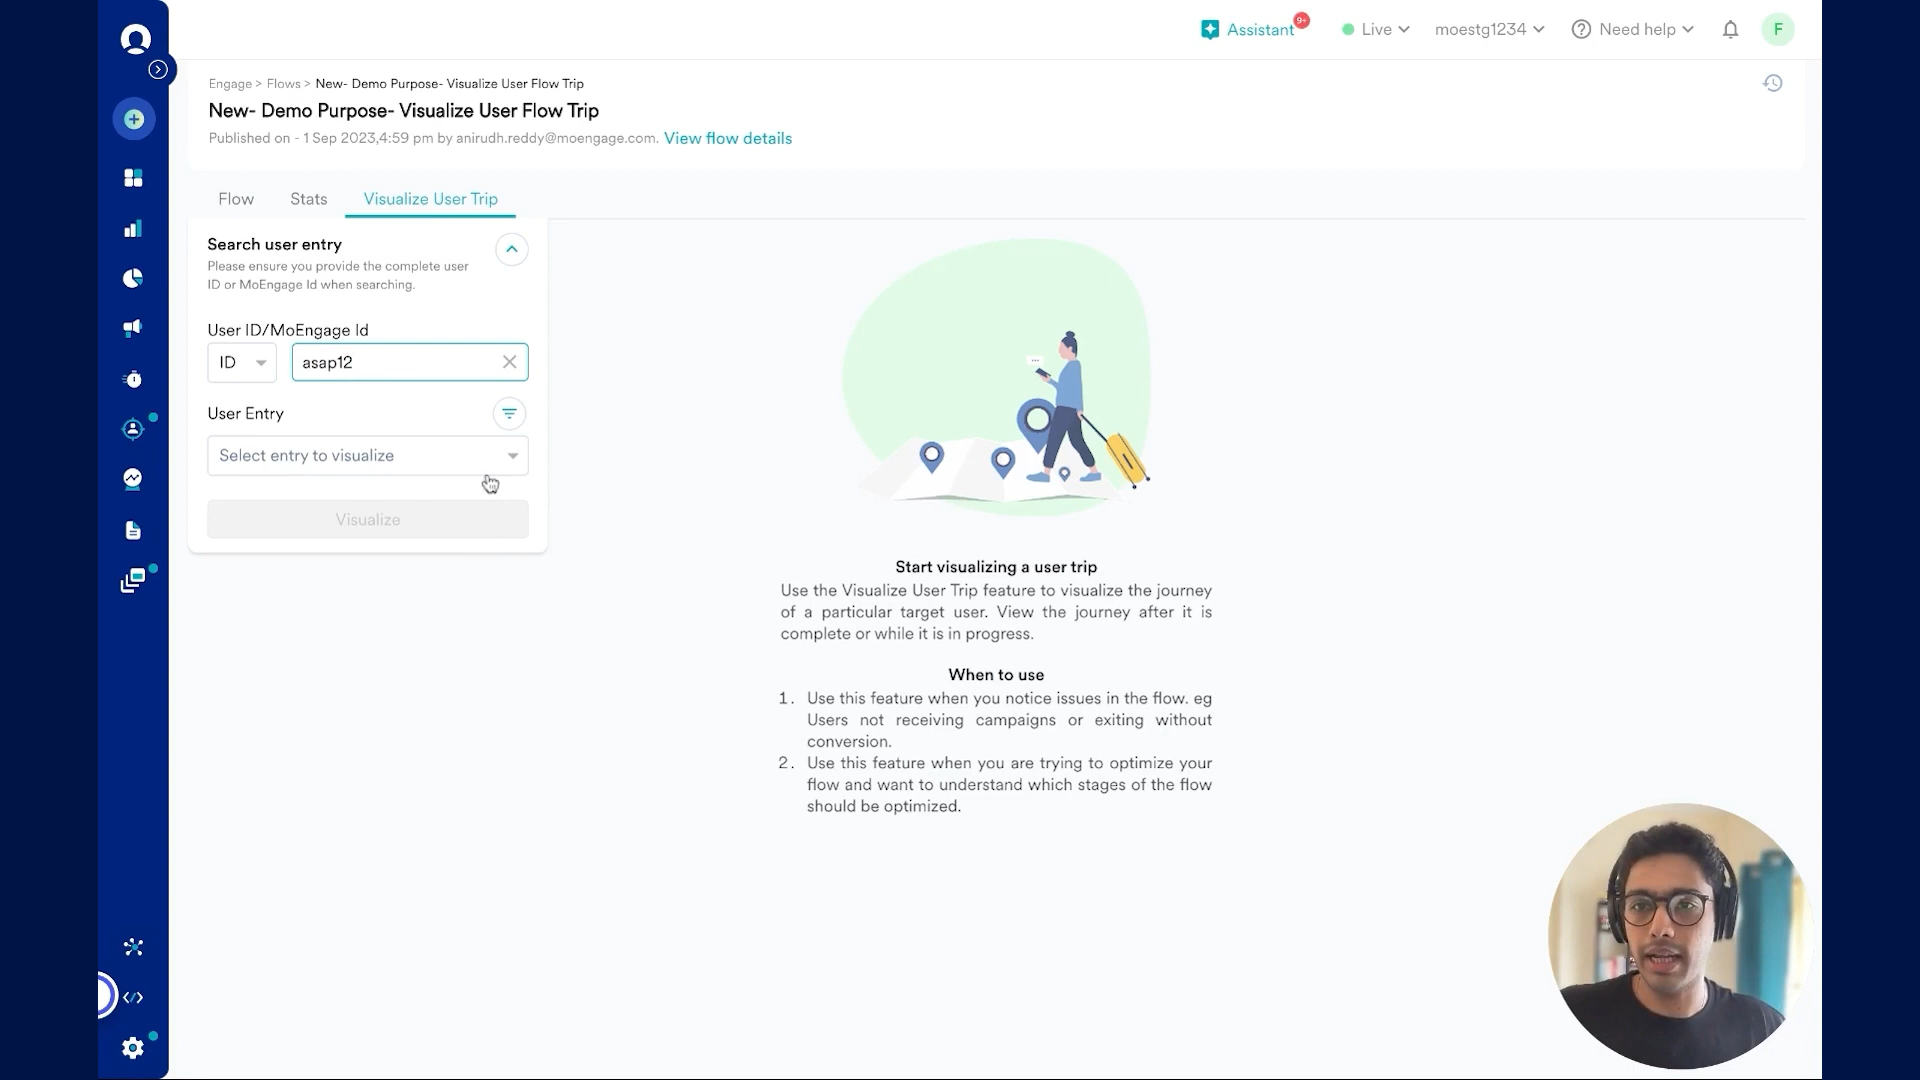 Assistant 9+ Live moestg1234 Need help F
Engage > Flows > New- Demo Purpose- Visualize User Flow Trip
New- Demo Purpose- Visualize User Flow Trip
Published on - 1 Sep 2023,4:59 pm by anirudh.reddy@moengage.com. View flow details
Flow Stats Visualize User Trip
Search user entry
Please ensure you provide the complete user
ID or MoEngage Id when searching.
User ID/MoEngage Id
ID asap12
User Entry
Select entry to visualize
Visualize
Start visualizing a user trip
Use the Visualize User Trip feature to visualize the journey
of a particular target user. View the journey after it is
complete or while it is in progress.
When to use
1. Use this feature when you notice issues in the flow. eg
Users not receiving campaigns or exiting without
conversion.
2. Use this feature when you are trying to optimize your
flow and want to understand which stages of the flow
should be optimized.